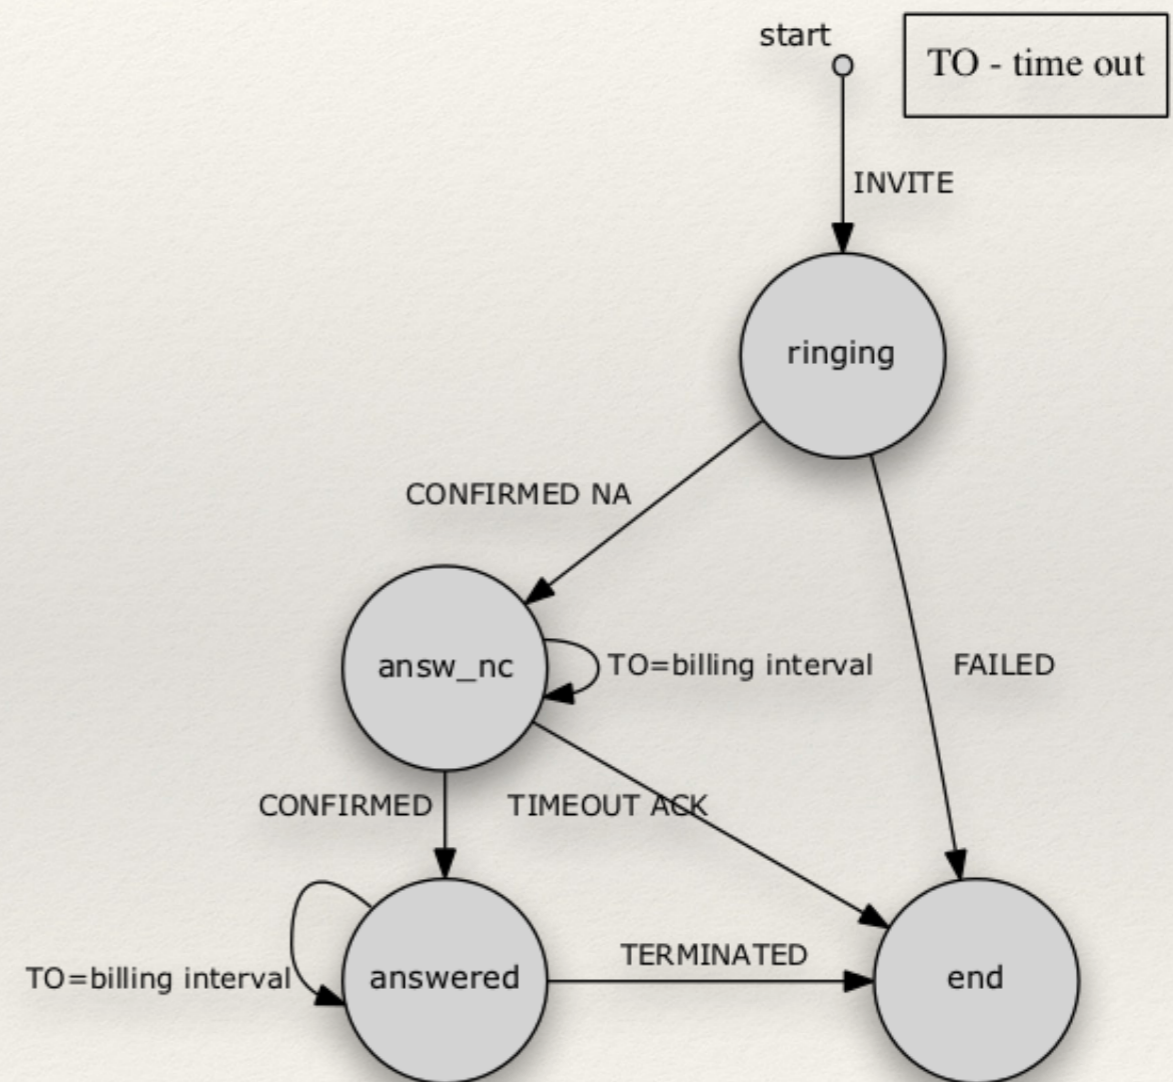 start
TO - time out
INVITE
ringing
CONFIRMED NA
answ_nc
TO=billing interval
FAILED
CONFIRMED
TIMEOUT ACK
TO=billing interval
answered
TERMINATED
end